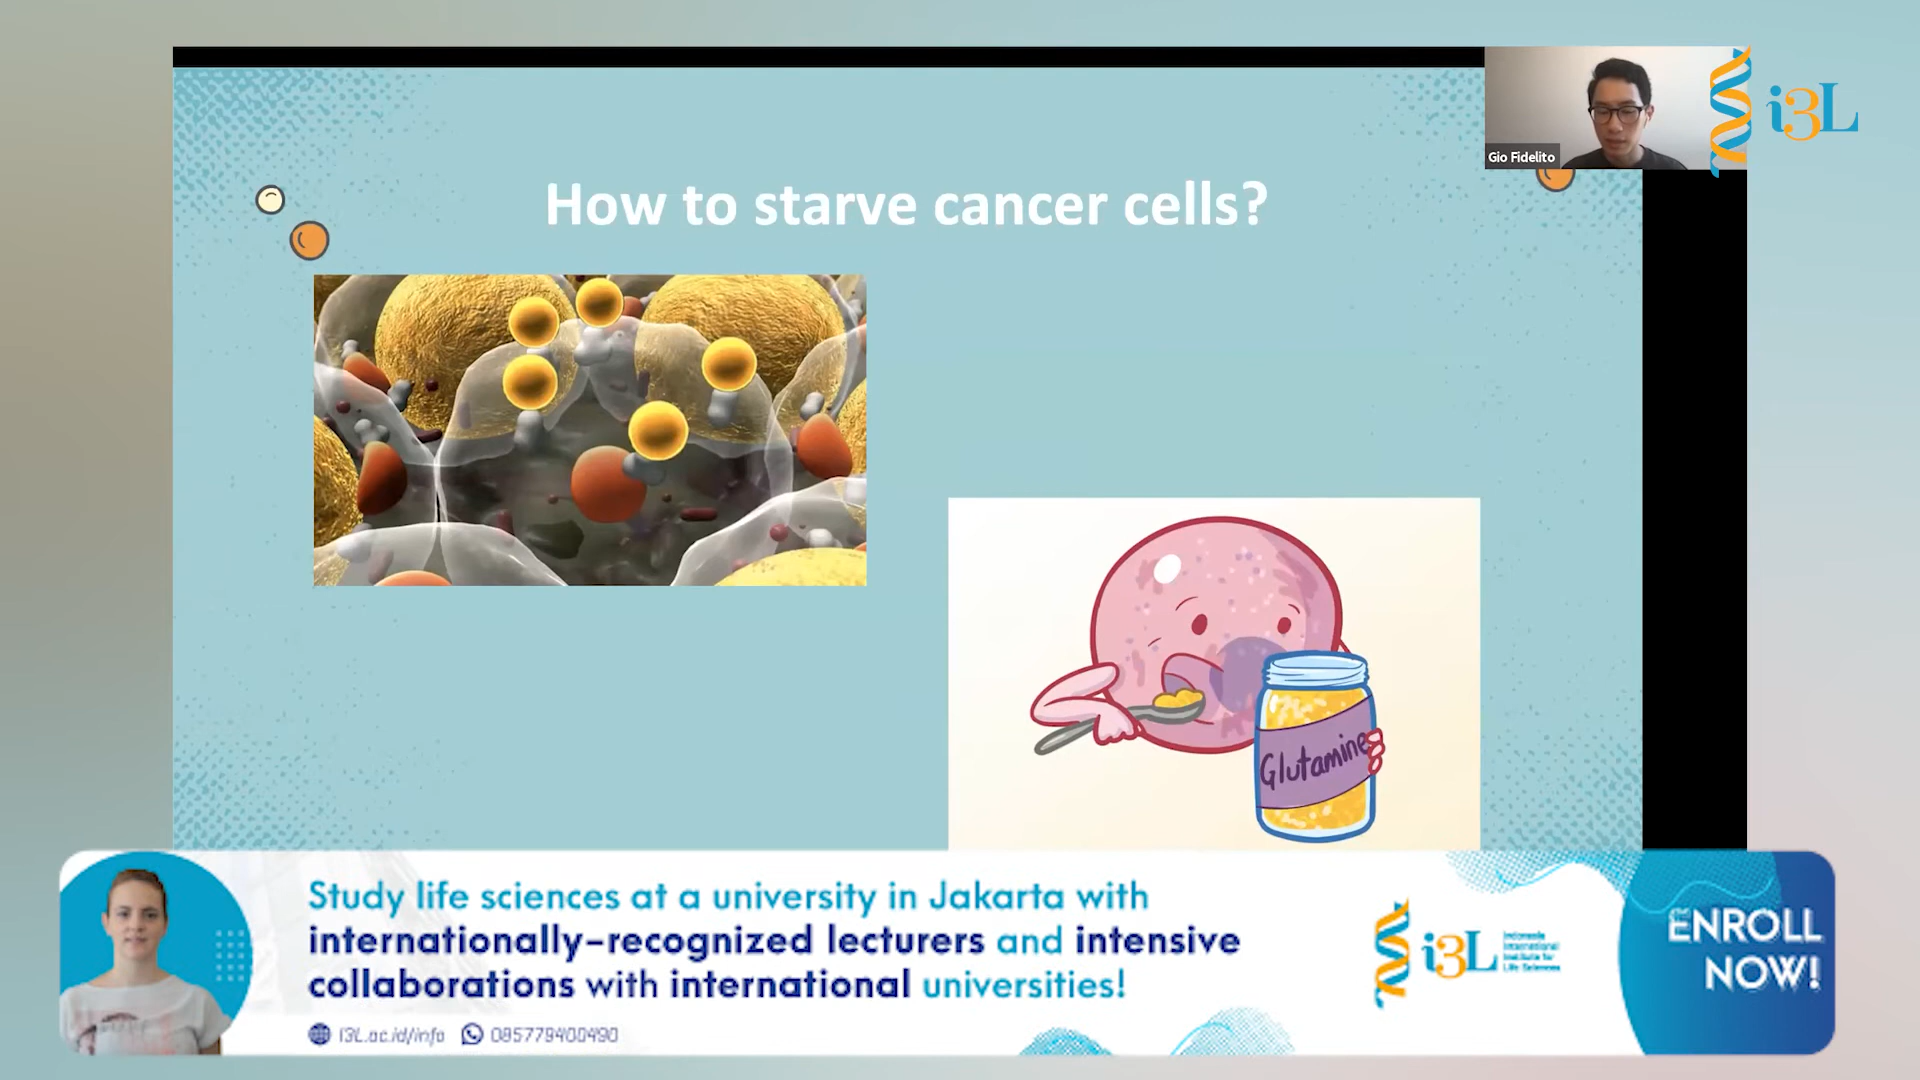 i3L
Gio Fidelito
How to starve cancer cells?
Glutamine
Study life sciences at a university in Jakarta with
internationally-recognized lecturers and intensive
collaborations with international universities!
i3L.ac.id/info 085779400490
i3L
Indonesia
International
Institute for
Life Sciences
ENROLL
NOW!